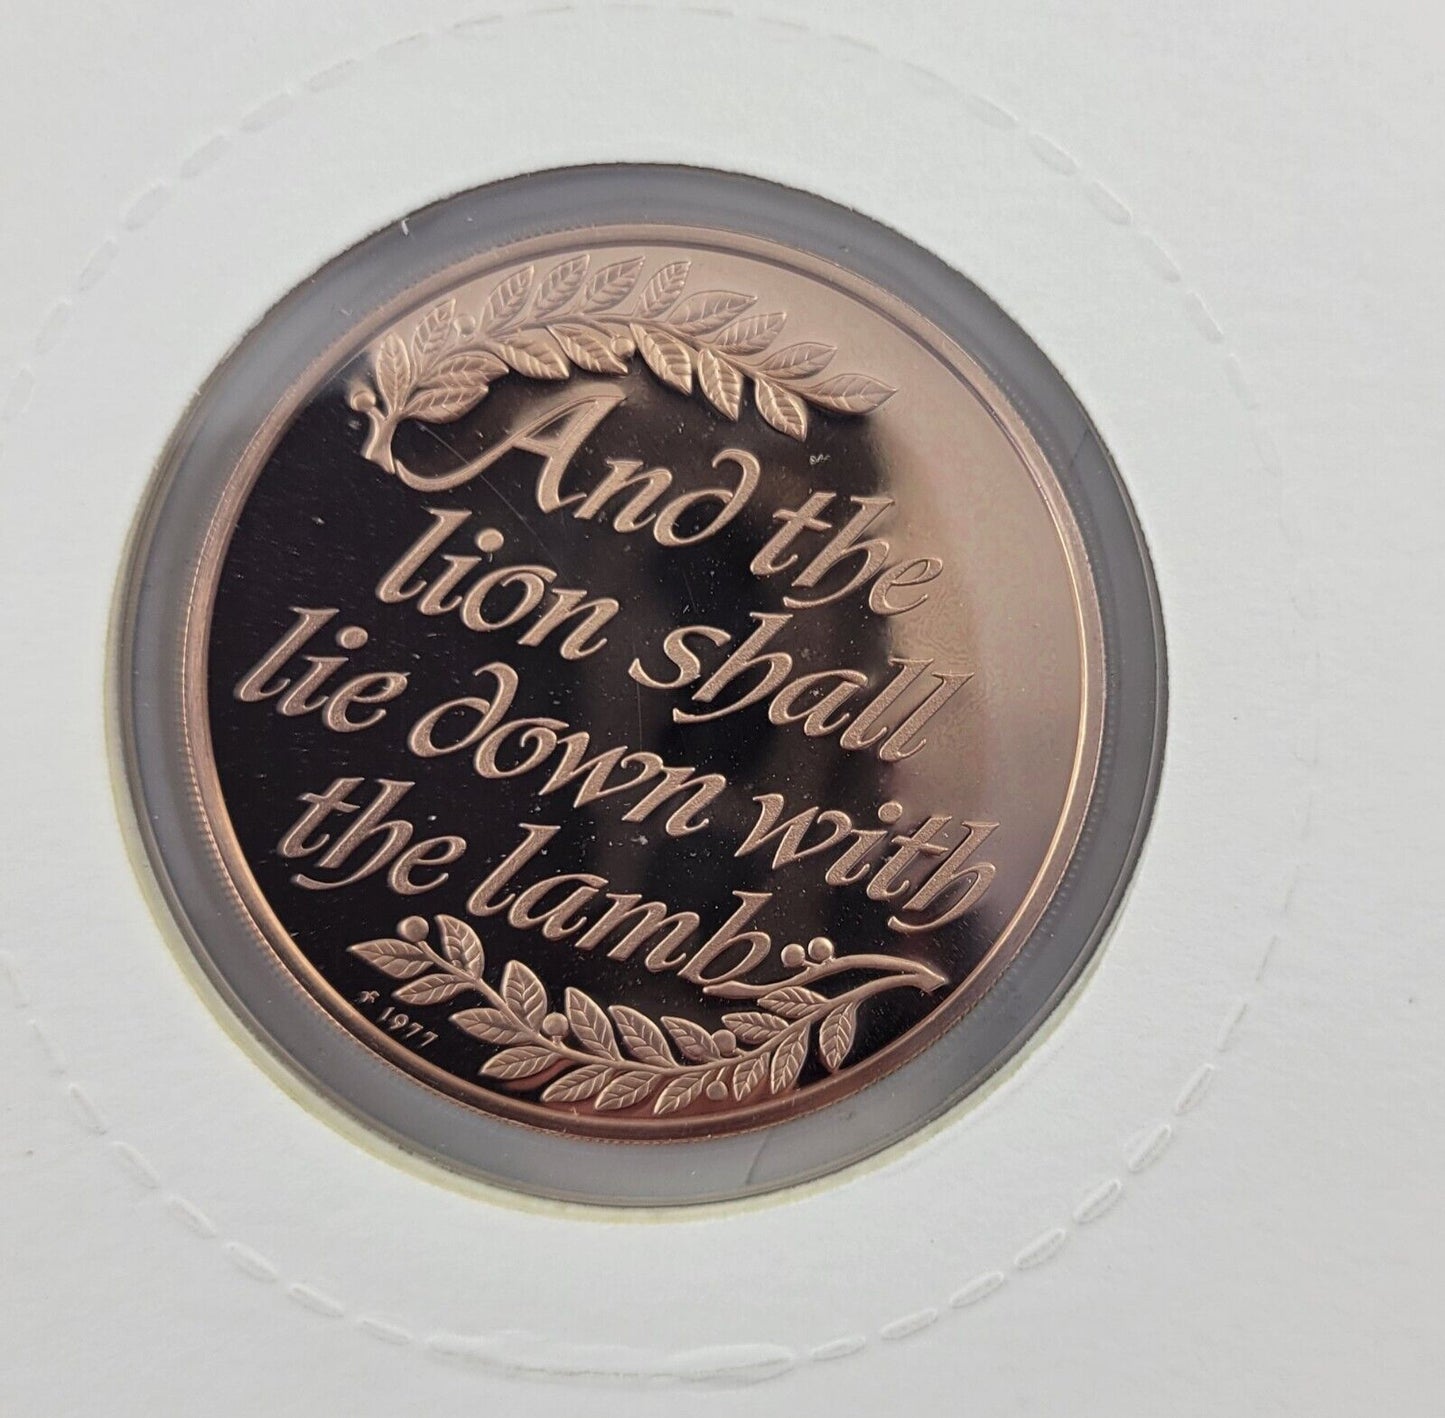 And the
lion shall
lie down with
the lamb
1977